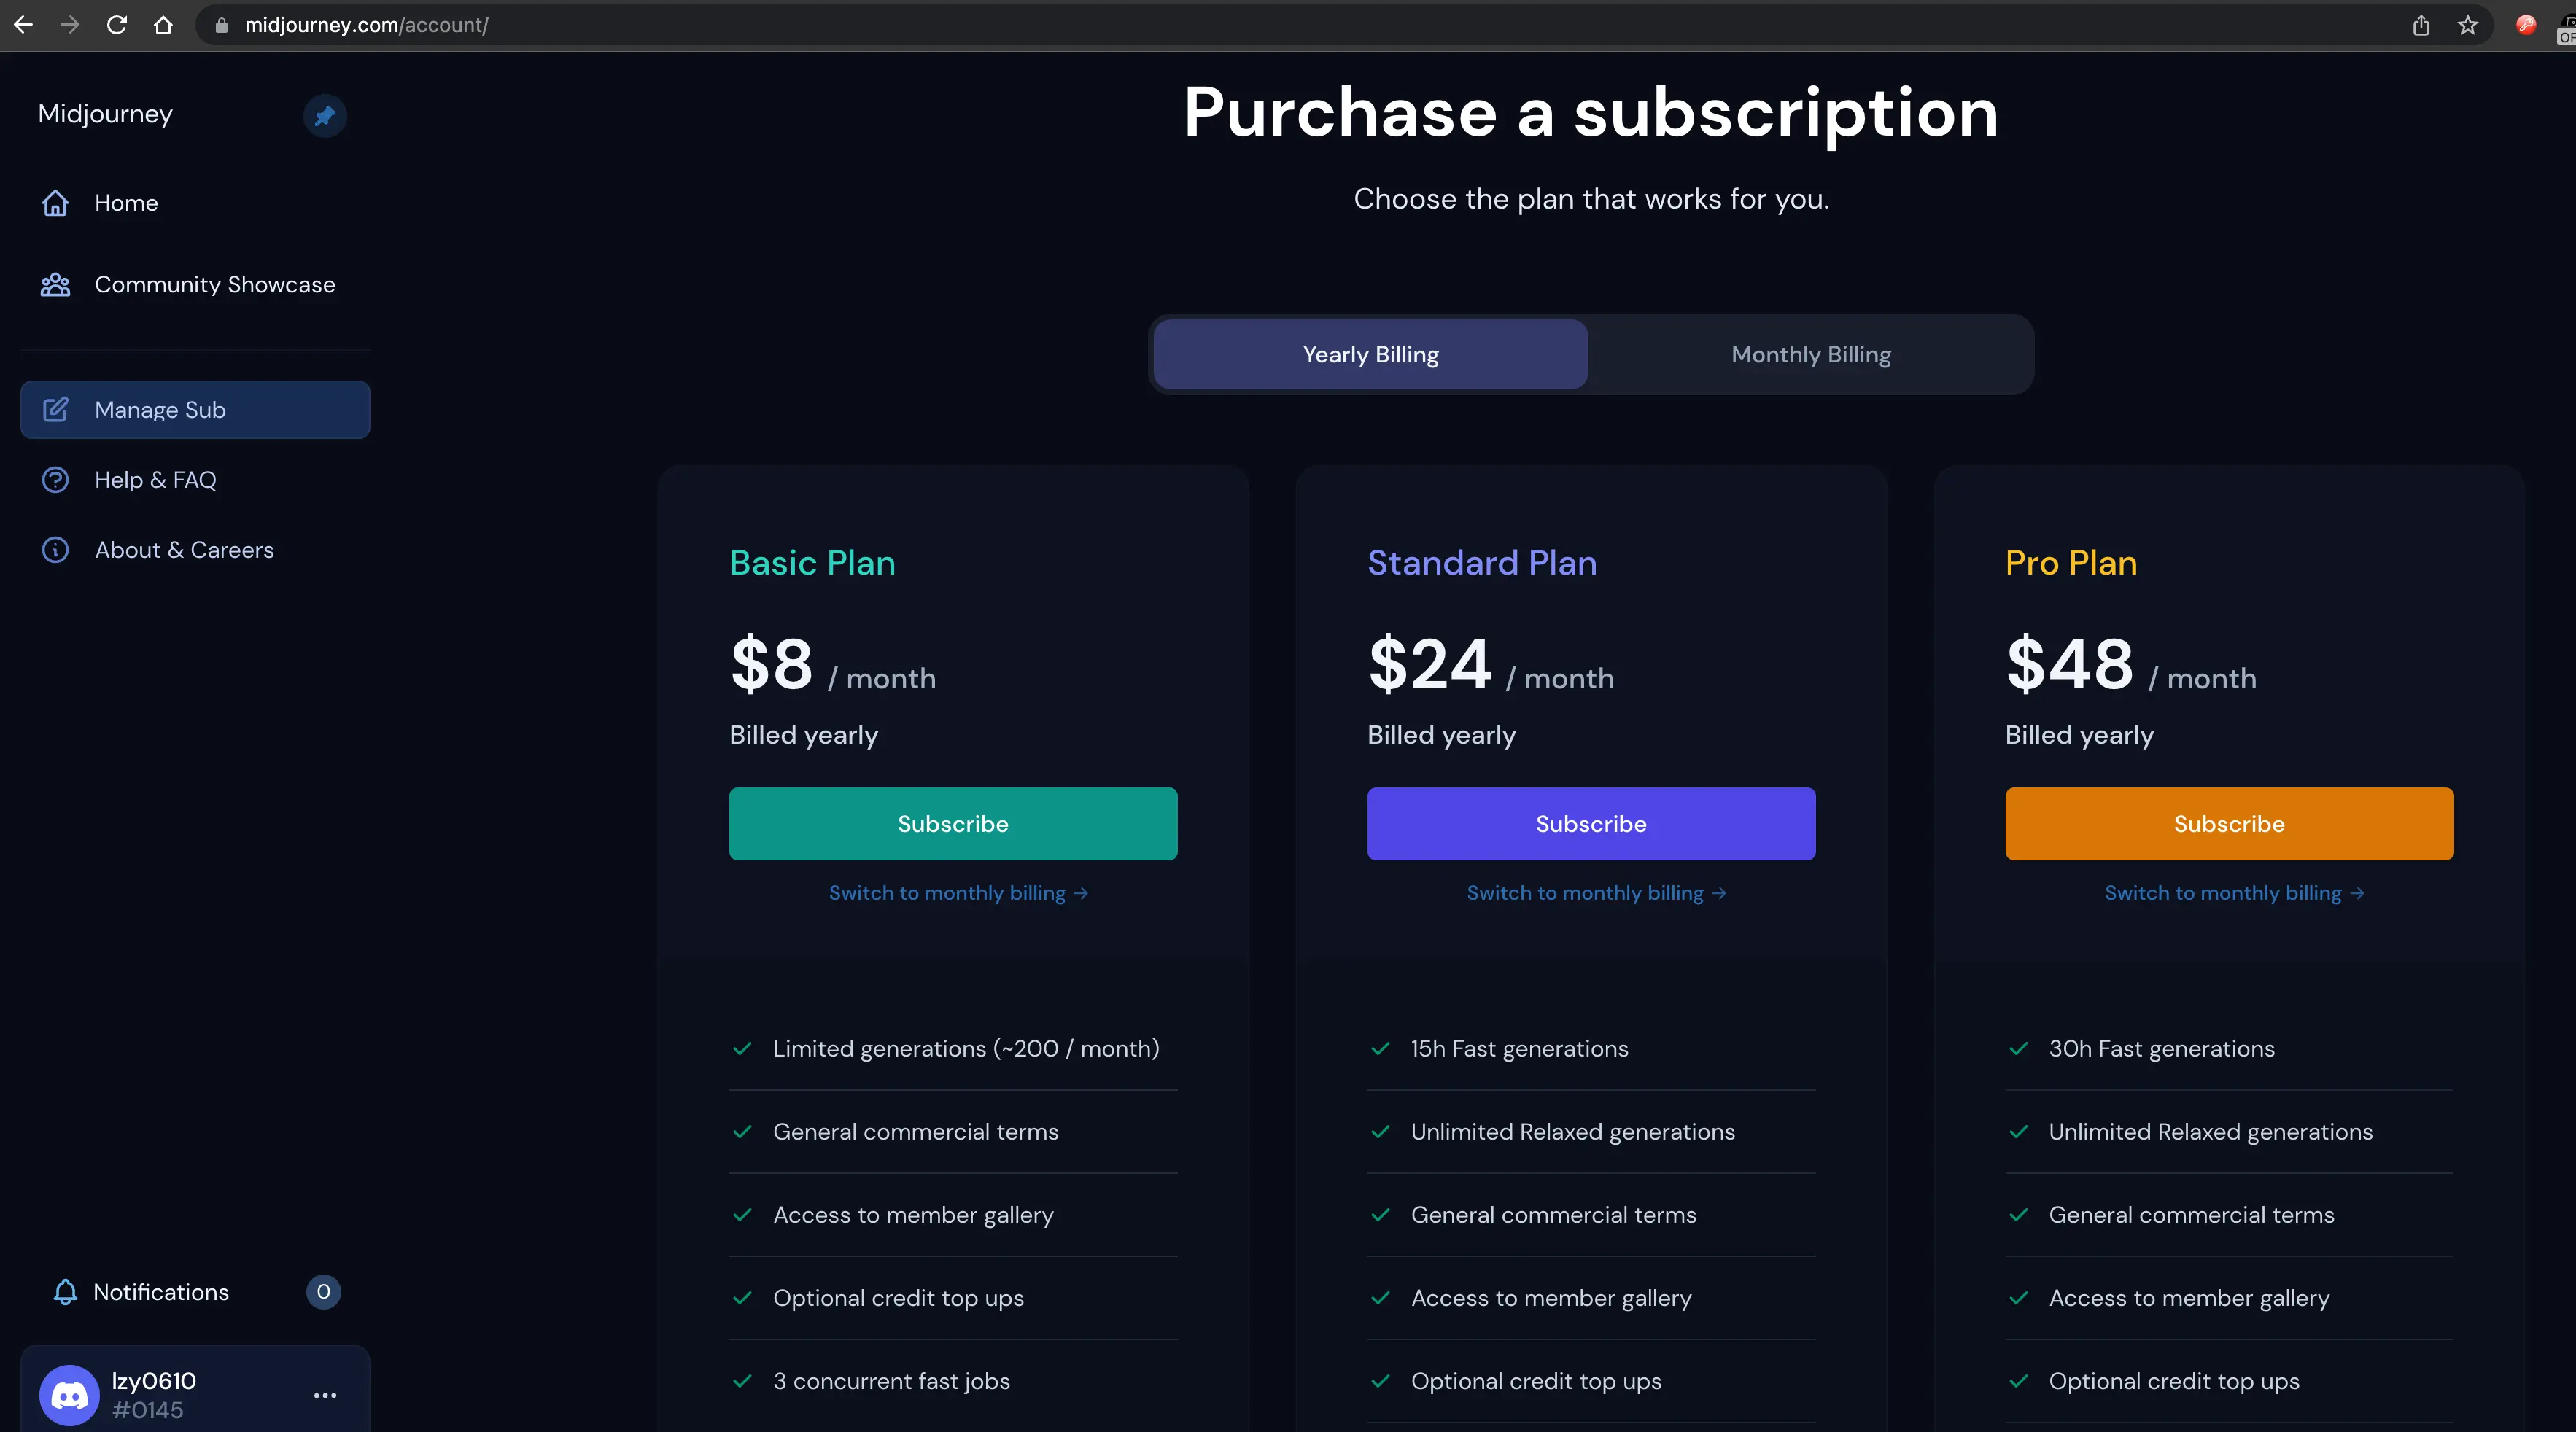 midjourney.com/account/
Midjourney
Home
Community Showcase
Manage Sub
Help & FAQ
About & Careers
Notifications 0
lzy0610
#0145
Purchase a subscription
Choose the plan that works for you.
Yearly Billing
Monthly Billing
Basic Plan
$8 / month
Billed yearly
Subscribe
Switch to monthly billing →
Limited generations (~200 / month)
General commercial terms
Access to member gallery
Optional credit top ups
3 concurrent fast jobs
Standard Plan
$24 / month
Billed yearly
Subscribe
Switch to monthly billing →
15h Fast generations
Unlimited Relaxed generations
General commercial terms
Access to member gallery
Optional credit top ups
Pro Plan
$48 / month
Billed yearly
Subscribe
Switch to monthly billing →
30h Fast generations
Unlimited Relaxed generations
General commercial terms
Access to member gallery
Optional credit top ups